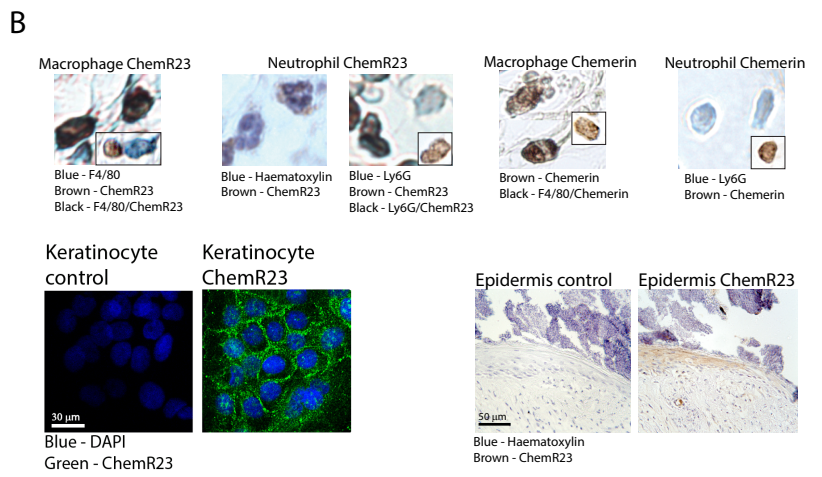 B
Macrophage ChemR23
Neutrophil ChemR23
Macrophage Chemerin
Neutrophil Chemerin
Blue - F4/80
Brown - ChemR23
Black - F4/80/ChemR23
Blue - Haematoxylin
Brown - ChemR23
Blue - Ly6G
Brown - ChemR23
Black - Ly6G/ChemR23
Brown - Chemerin
Black - F4/80/Chemerin
Blue - Ly6G
Brown - Chemerin
Keratinocyte
control
Keratinocyte
ChemR23
Epidermis control
Epidermis ChemR23
30 µm
50 µm
Blue - DAPI
Green - ChemR23
Blue - Haematoxylin
Brown - ChemR23